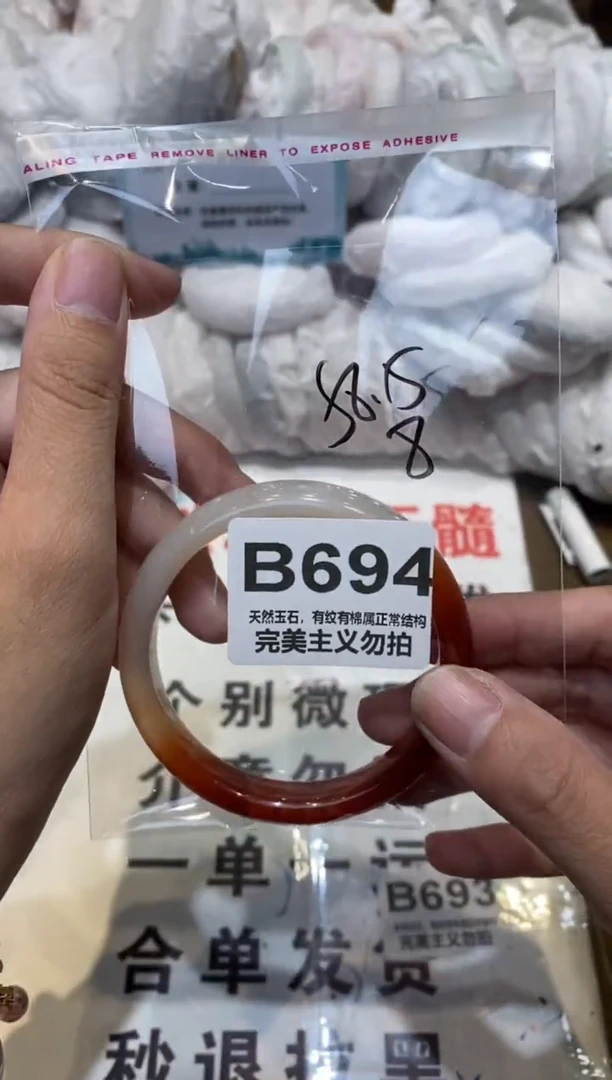 ALING TAPE REMOVE LINER TO EXPOSE ADHESIVE
58.5
8
髓
B694
天然玉石，有纹有棉属正常结构
完美主义勿拍
个别微
介意勿
一单一
B693
完美主义勿拍
合单发货
秒退拉黑